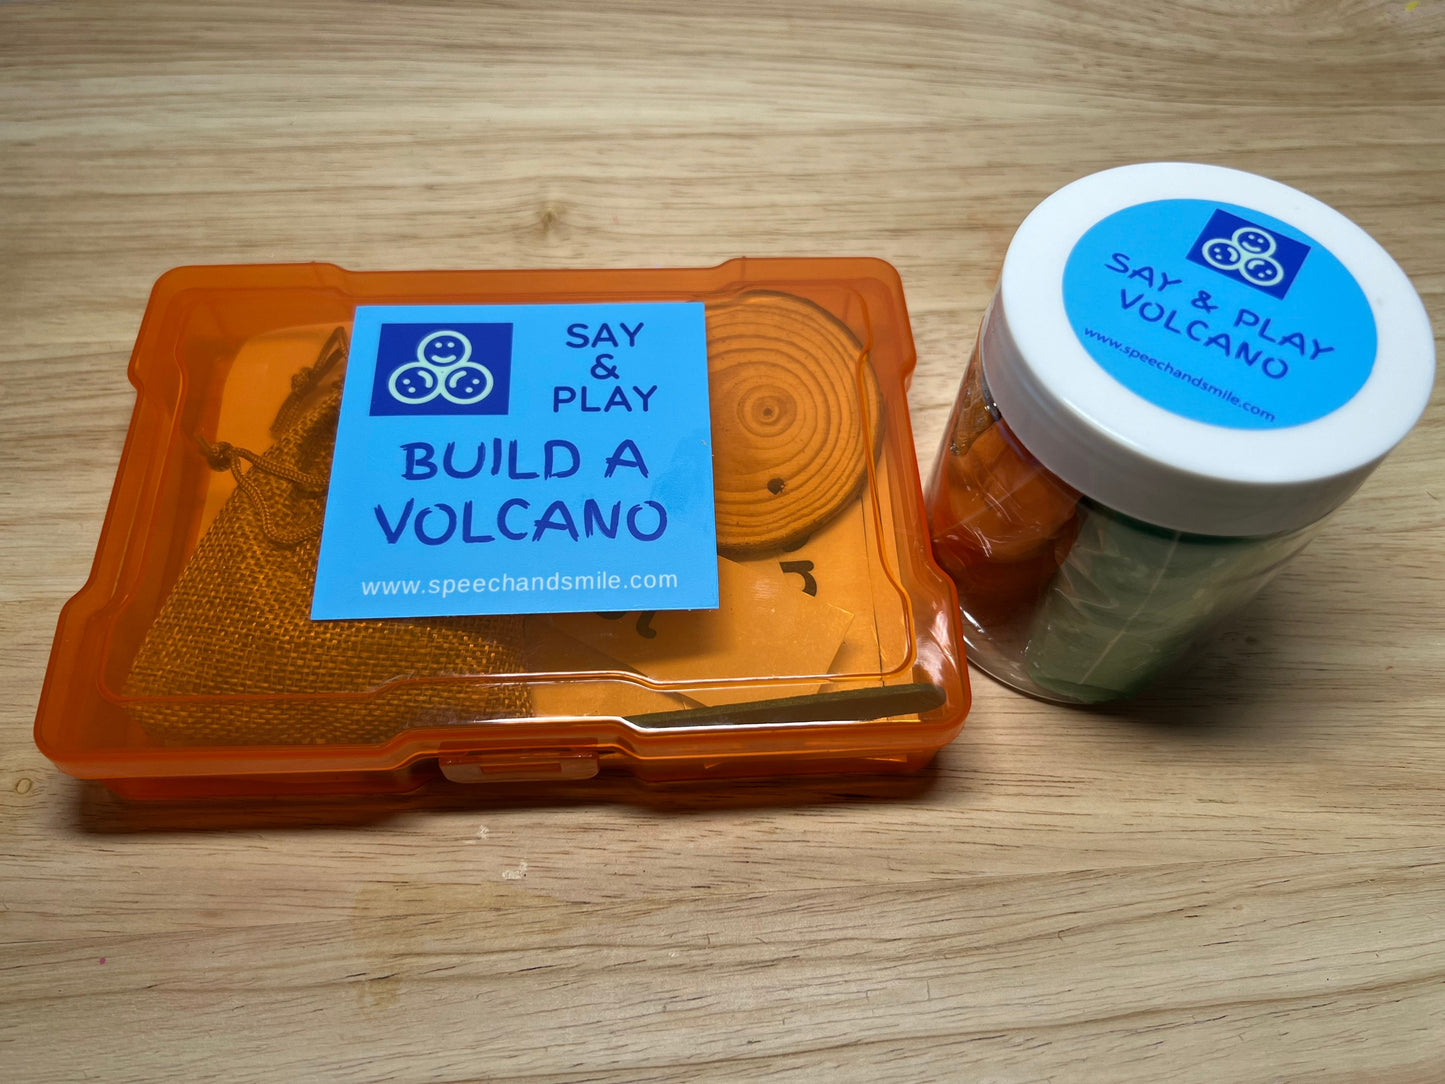 SAY
&
PLAY
BUILD A
VOLCANO
www.speechandsmile.com
SAY & PLAY
VOLCANO
www.speechandsmile.com